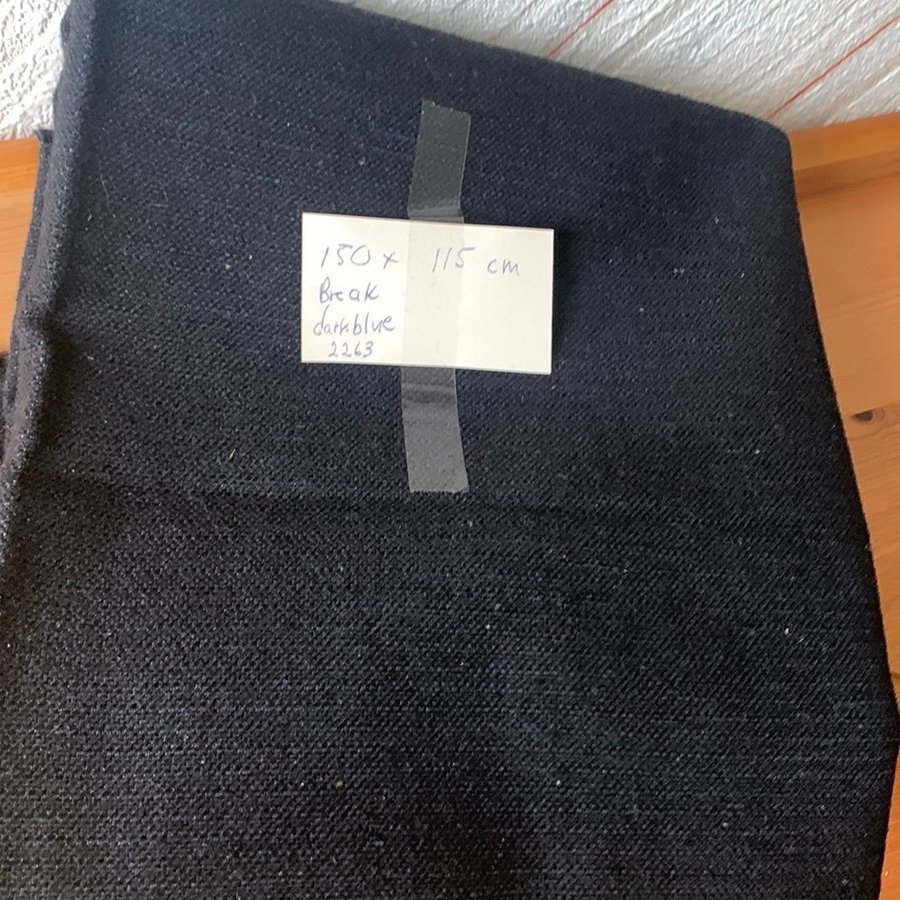 150 x 115 cm
Break
darkblue
2263